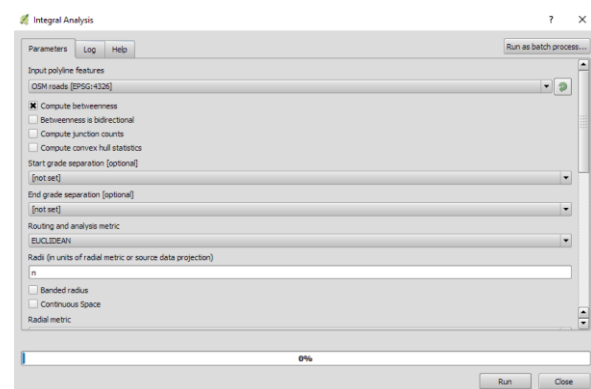 Integral Analysis
Parameters Log Help Run as batch process...
Input polyline features
OSM roads [EPSG:4326]
Compute betweenness
Betweenness is bidirectional
Compute junction counts
Compute convex hull statistics
Start grade separation [optional]
[not set]
End grade separation [optional]
[not set]
Routing and analysis metric
EUCLIDEAN
Radii (in units of radial metric or source data projection)
n
Banded radius
Continuous Space
Radial metric
0%
Run Close